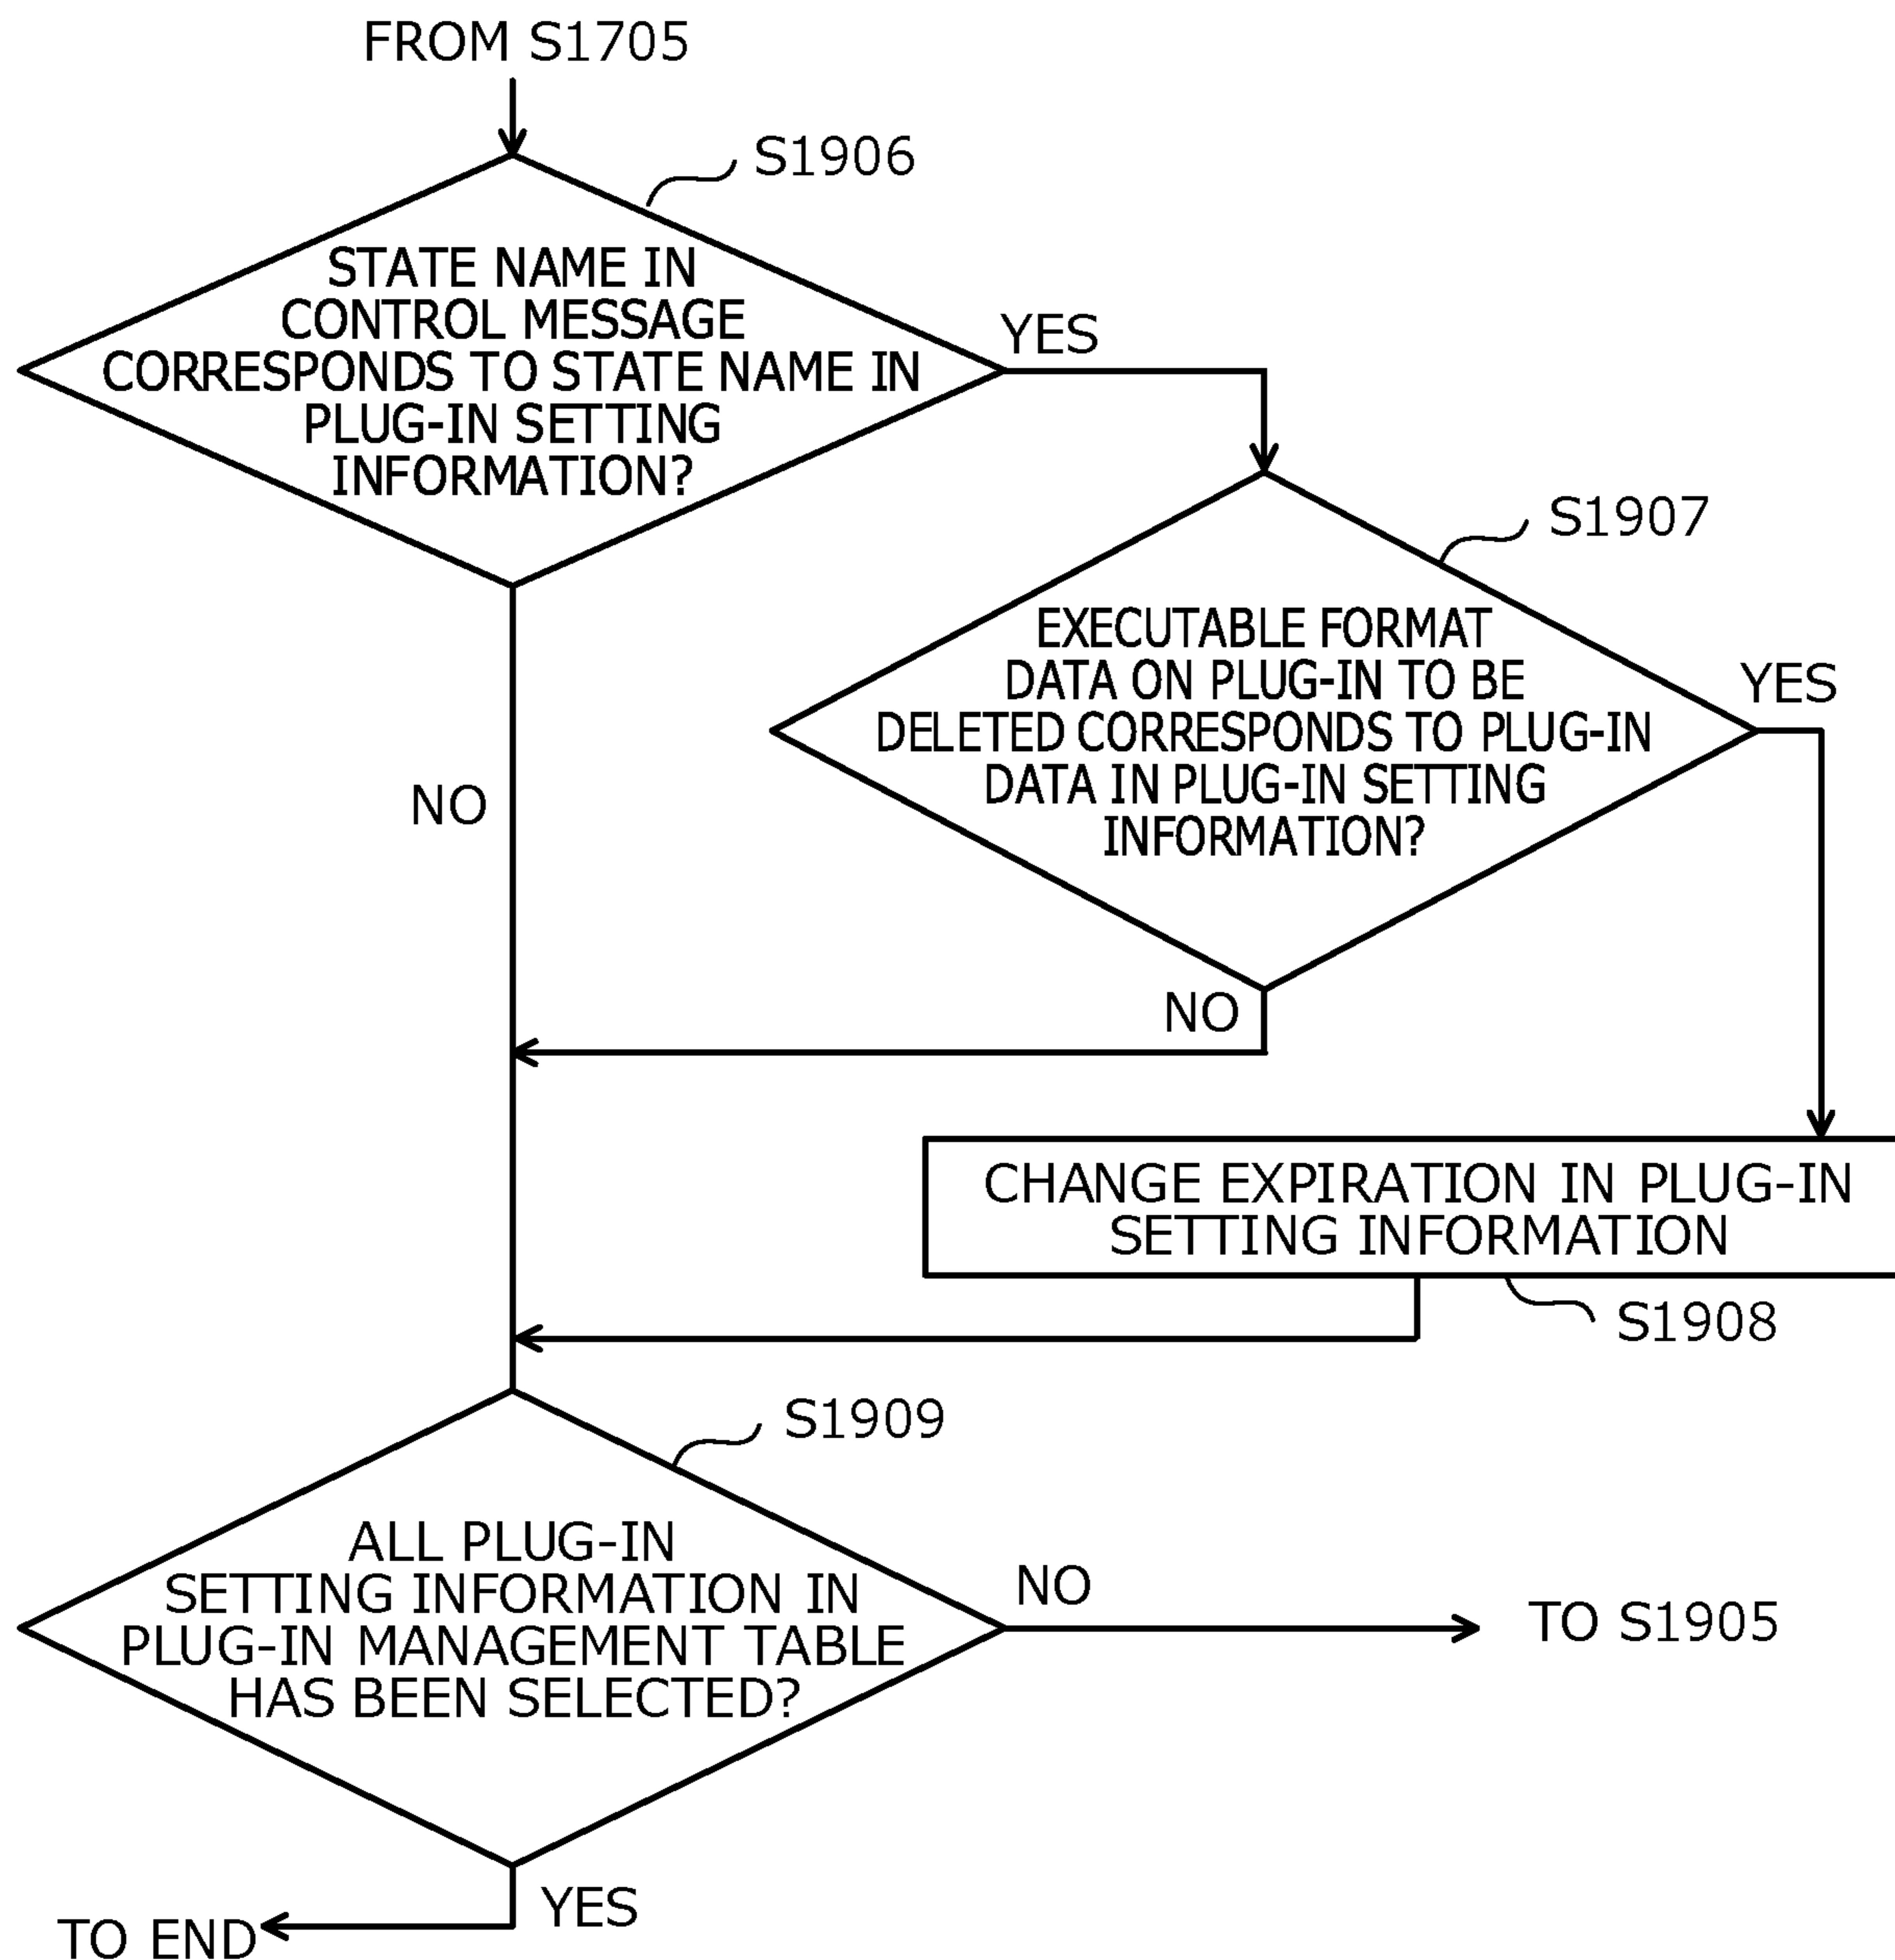 FROM S1705
S1906
STATE NAME IN
CONTROL MESSAGE
CORRESPONDS TO STATE NAME IN
PLUG-IN SETTING
INFORMATION?
YES
S1907
EXECUTABLE FORMAT
DATA ON PLUG-IN TO BE
DELETED CORRESPONDS TO PLUG-IN
DATA IN PLUG-IN SETTING
INFORMATION?
YES
NO
NO
CHANGE EXPIRATION IN PLUG-IN
SETTING INFORMATION
S1908
S1909
ALL PLUG-IN
SETTING INFORMATION IN
PLUG-IN MANAGEMENT TABLE
HAS BEEN SELECTED?
NO
TO S1905
YES
TO END